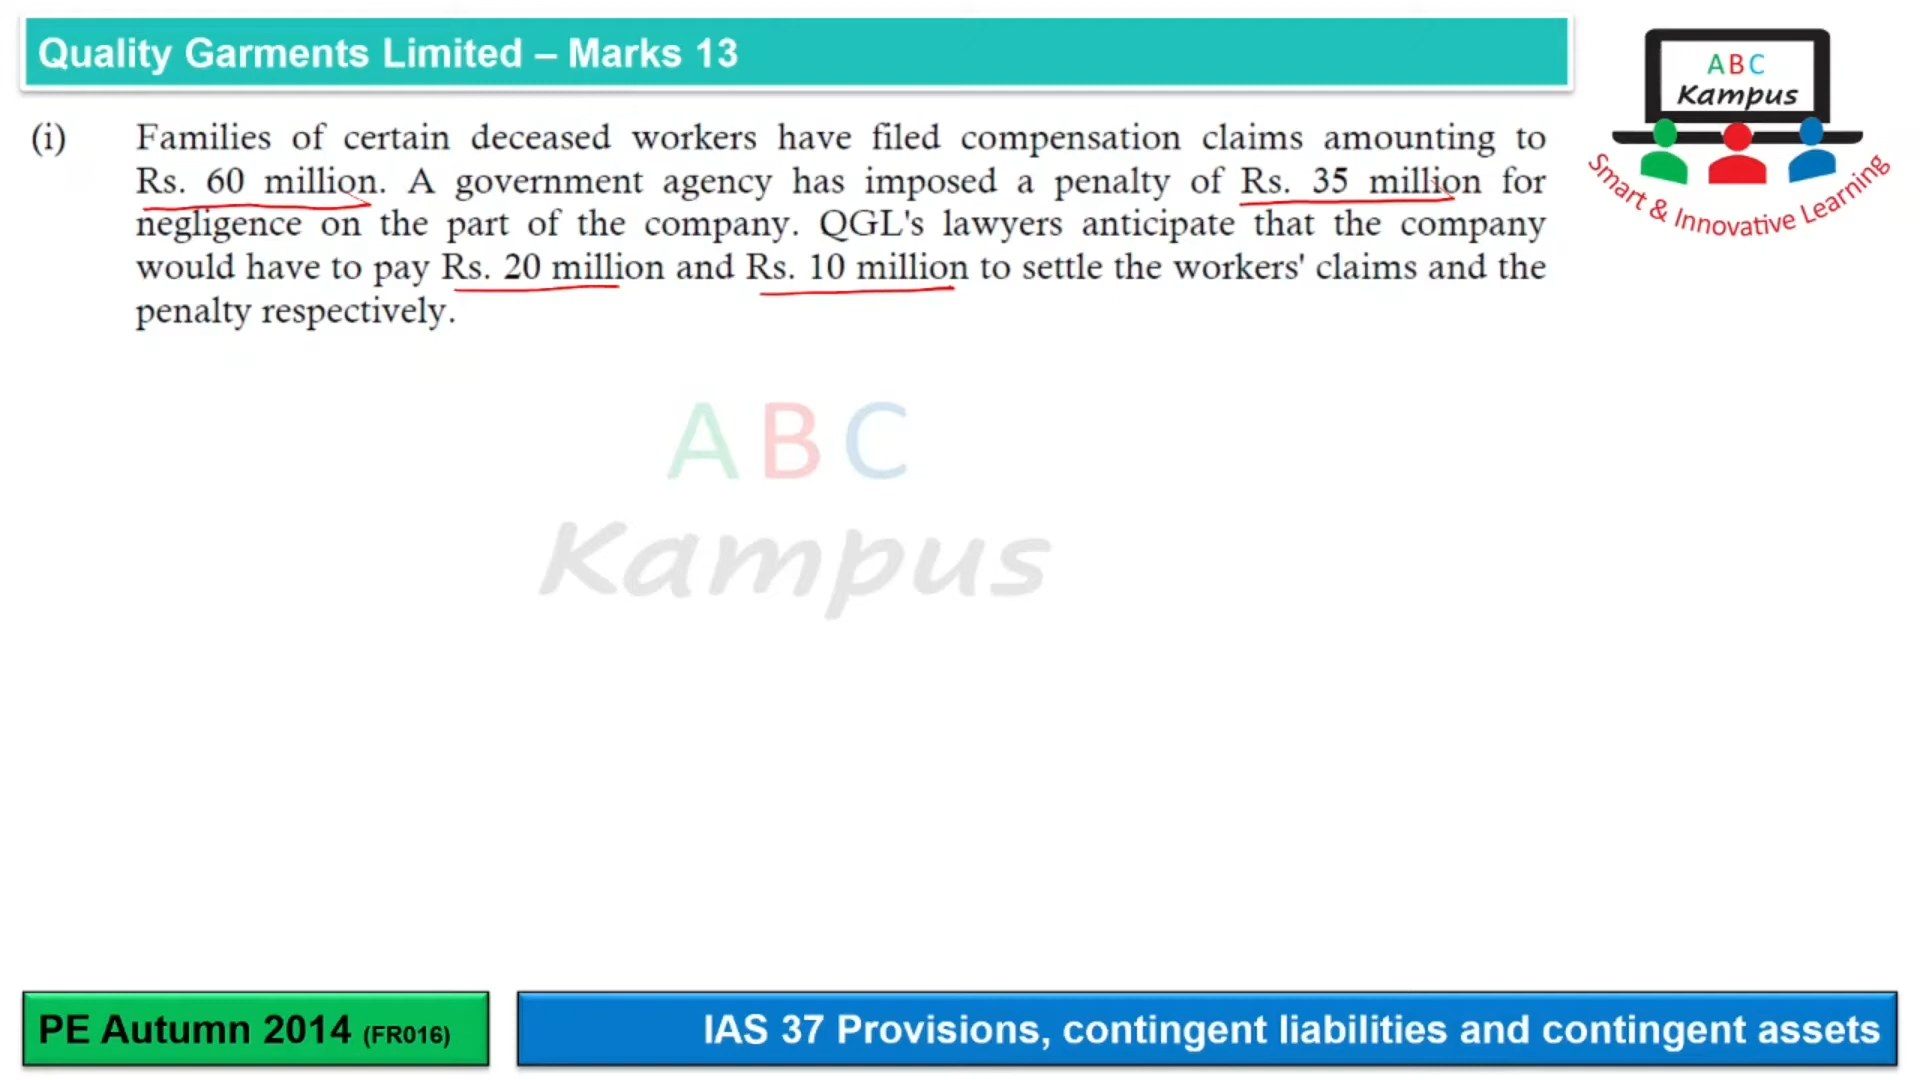 Quality Garments Limited – Marks 13
A B C
Kampus
Smart & Innovative Learning
(i) Families of certain deceased workers have filed compensation claims amounting to
Rs. 60 million. A government agency has imposed a penalty of Rs. 35 million for
negligence on the part of the company. QGL's lawyers anticipate that the company
would have to pay Rs. 20 million and Rs. 10 million to settle the workers' claims and the
penalty respectively.
A B C
Kampus
PE Autumn 2014 (FR016)
IAS 37 Provisions, contingent liabilities and contingent assets